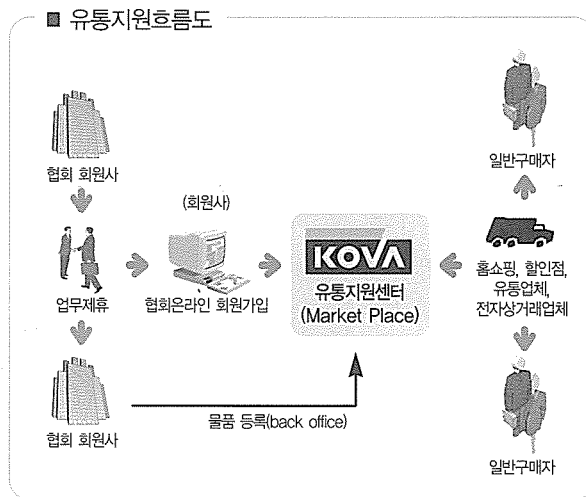 ■ 유통지원흐름도
협회 회원사
업무제휴
협회 회원사
(회원사)
협회온라인 회원가입
KOVA
유통지원센터
(Market Place)
물품 등록(back office)
일반구매자
홈쇼핑, 할인점,
유통업체,
전자상거래업체
일반구매자